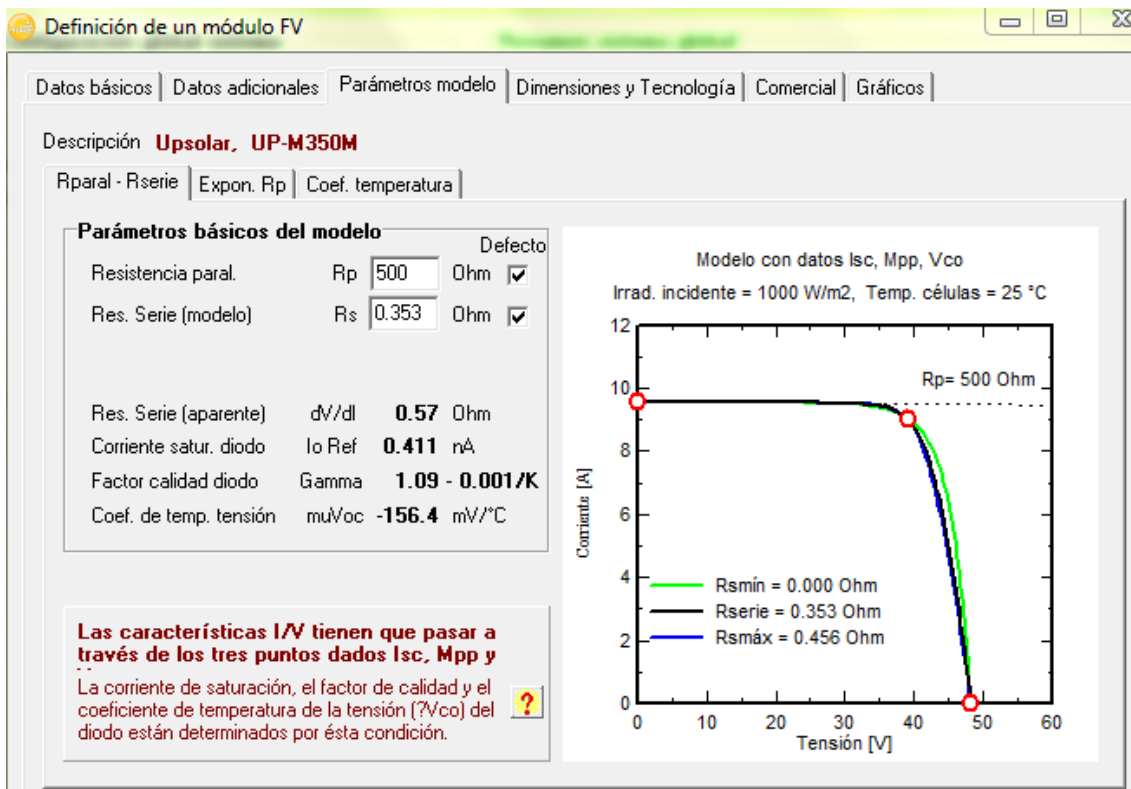 Definición de un módulo FV
Datos básicos Datos adicionales Parámetros modelo Dimensiones y Tecnología Comercial Gráficos
Descripción Upsolar, UP-M350M
Rparal - Rserie Expon. Rp Coef. temperatura
Parámetros básicos del modelo
Defecto
Resistencia paral. Rp 500 Ohm
Res. Serie (modelo) Rs 0.353 Ohm
Res. Serie (aparente) dV/dI 0.57 Ohm
Corriente satur. diodo Io Ref 0.411 nA
Factor calidad diodo Gamma 1.09 - 0.001/K
Coef. de temp. tensión muVoc -156.4 mV/°C
Las características I/V tienen que pasar a
través de los tres puntos dados Isc, Mpp y
La corriente de saturación, el factor de calidad y el
coeficiente de temperatura de la tensión (?Vco) del
diodo están determinados por ésta condición.
?
Modelo con datos Isc, Mpp, Vco
Irrad. incidente = 1000 W/m2, Temp. células = 25 °C
12
10
8
6
4
2
0
Corriente [A]
Rp= 500 Ohm
Rsmín = 0.000 Ohm
Rserie = 0.353 Ohm
Rsmáx = 0.456 Ohm
0 10 20 30 40 50 60
Tensión [V]